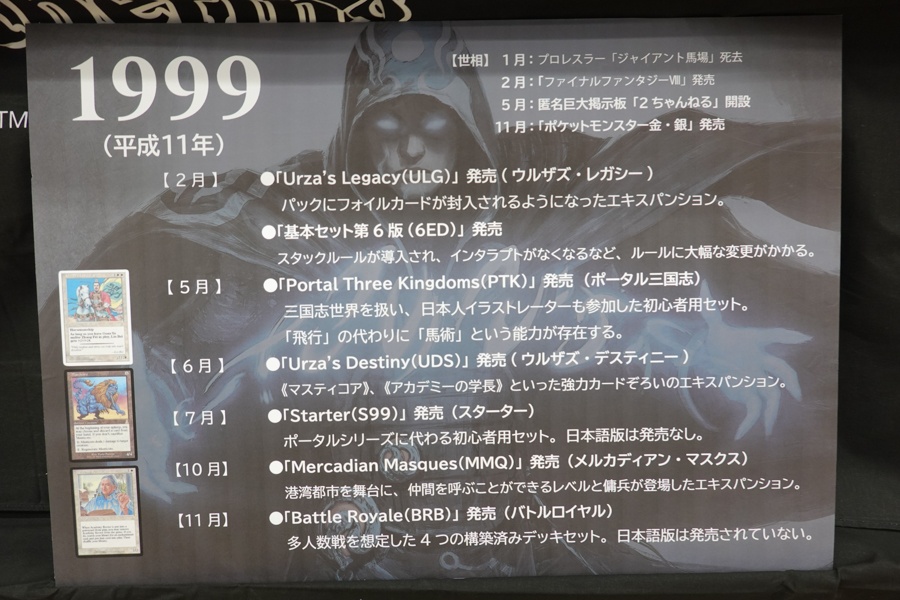 TM
1999
(平成11年)
【世相】 1月：プロレスラー「ジャイアント馬場」死去
2月：「ファイナルファンタジーⅧ」発売
5月：匿名巨大掲示板「2ちゃんねる」開設
11月：「ポケットモンスター金・銀」発売
【2月】 ●「Urza's Legacy(ULG)」発売(ウルザズ・レガシー)
パックにフォイルカードが封入されるようになったエキスパンション。
●「基本セット第6版(6ED)」発売
スタックルールが導入され、インタラプトがなくなるなど、ルールに大幅な変更がかかる。
【5月】 ●「Portal Three Kingdoms(PTK)」発売（ポータル三国志）
三国志世界を扱い、日本人イラストレーターも参加した初心者用セット。
「飛行」の代わりに「馬術」という能力が存在する。
【6月】 ●「Urza's Destiny(UDS)」発売(ウルザズ・デスティニー)
《マスティコア》、《アカデミーの学長》といった強力カードぞろいのエキスパンション。
【7月】 ●「Starter(S99)」発売（スターター）
ポータルシリーズに代わる初心者用セット。日本語版は発売なし。
【10月】 ●「Mercadian Masques(MMQ)」発売（メルカディアン・マスクス）
港湾都市を舞台に、仲間を呼ぶことができるレベルと傭兵が登場したエキスパンション。
【11月】 ●「Battle Royale(BRB)」発売（バトルロイヤル）
多人数戦を想定した4つの構築済みデッキセット。日本語版は発売されていない。